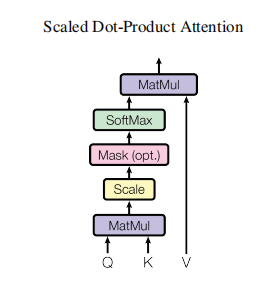 Scaled Dot-Product Attention
MatMul
SoftMax
Mask (opt.)
Scale
MatMul
Q K V